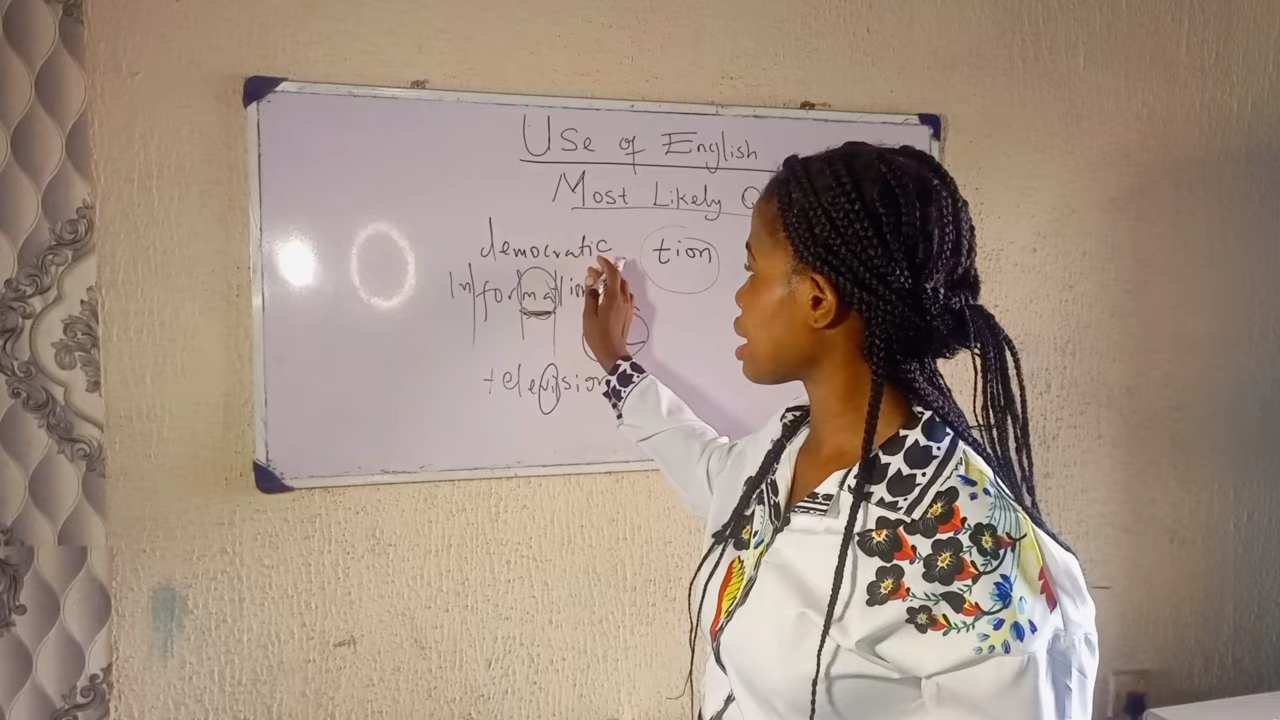 Use of English
Most Likely Q
democratic tion
Information
television